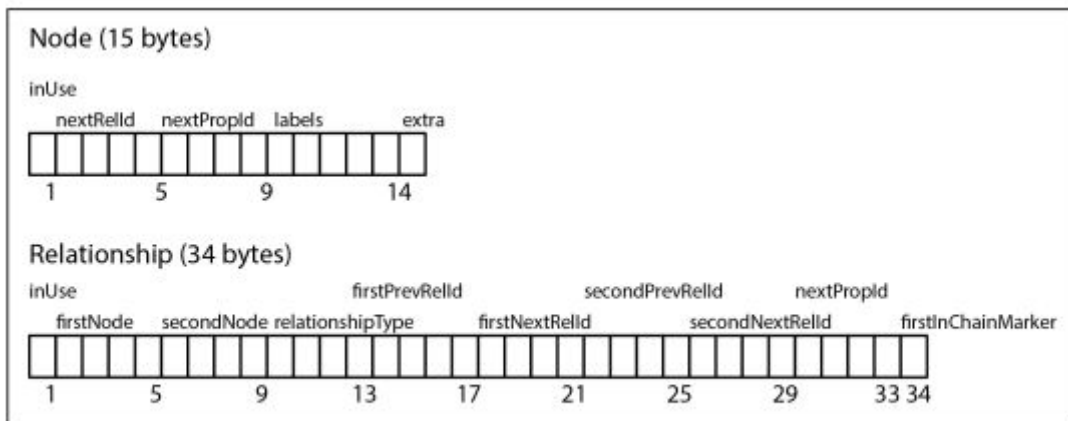 Node (15 bytes)
inUse
nextRelId nextPropId labels extra
1 5 9 14
Relationship (34 bytes)
inUse firstPrevRelId secondPrevRelId nextPropId
firstNode secondNode relationshipType firstNextRelId secondNextRelId firstInChainMarker
1 5 9 13 17 21 25 29 33 34